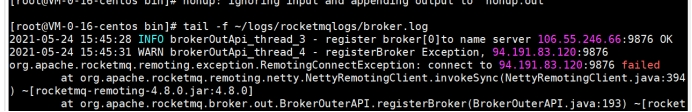 [root@VM-0-16-centos bin]# nohup: ignoring input and appending output to 'nohup.out'
[root@VM-0-16-centos bin]# tail -f ~/logs/rocketmqlogs/broker.log
2021-05-24 15:45:28 INFO brokerOutApi_thread_3 - register broker[0]to name server 106.55.246.66:9876 OK
2021-05-24 15:45:31 WARN brokerOutApi_thread_4 - registerBroker Exception, 94.191.83.120:9876
org.apache.rocketmq.remoting.exception.RemotingConnectException: connect to 94.191.83.120:9876 failed
at org.apache.rocketmq.remoting.netty.NettyRemotingClient.invokeSync(NettyRemotingClient.java:394
) ~[rocketmq-remoting-4.8.0.jar:4.8.0]
at org.apache.rocketmq.broker.out.BrokerOuterAPI.registerBroker(BrokerOuterAPI.java:193) ~[rocket